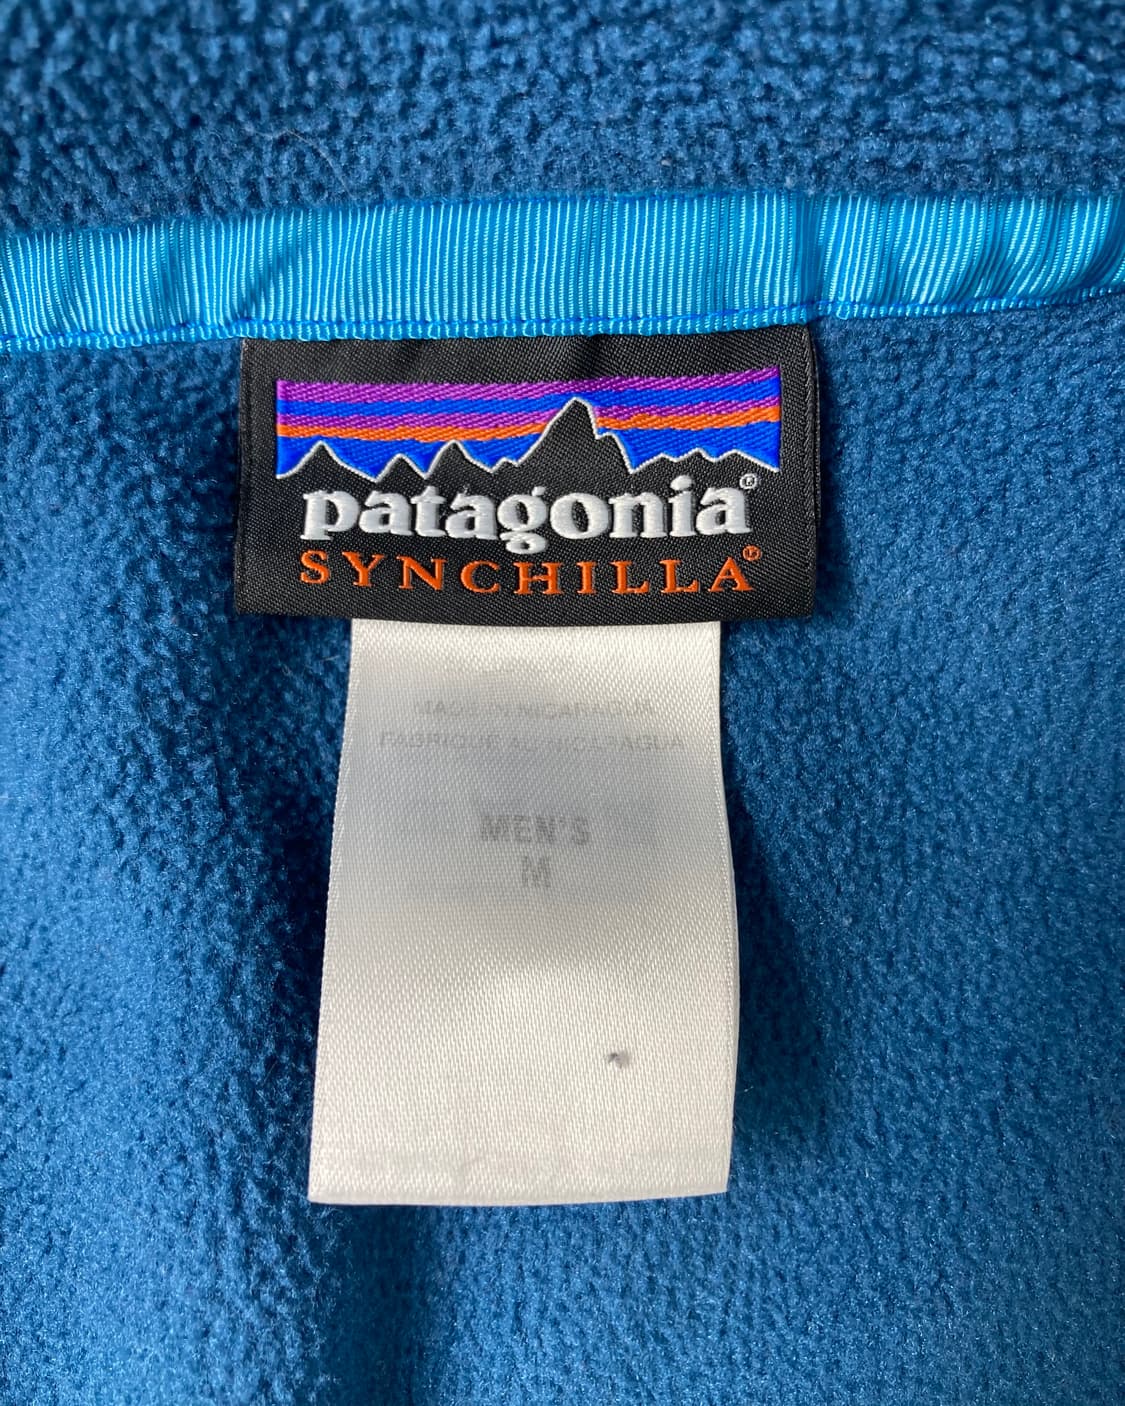 patagonia®
SYNCHILLA®
MADE IN NICARAGUA
FABRIQUÉ AU NICARAGUA
MEN'S
M